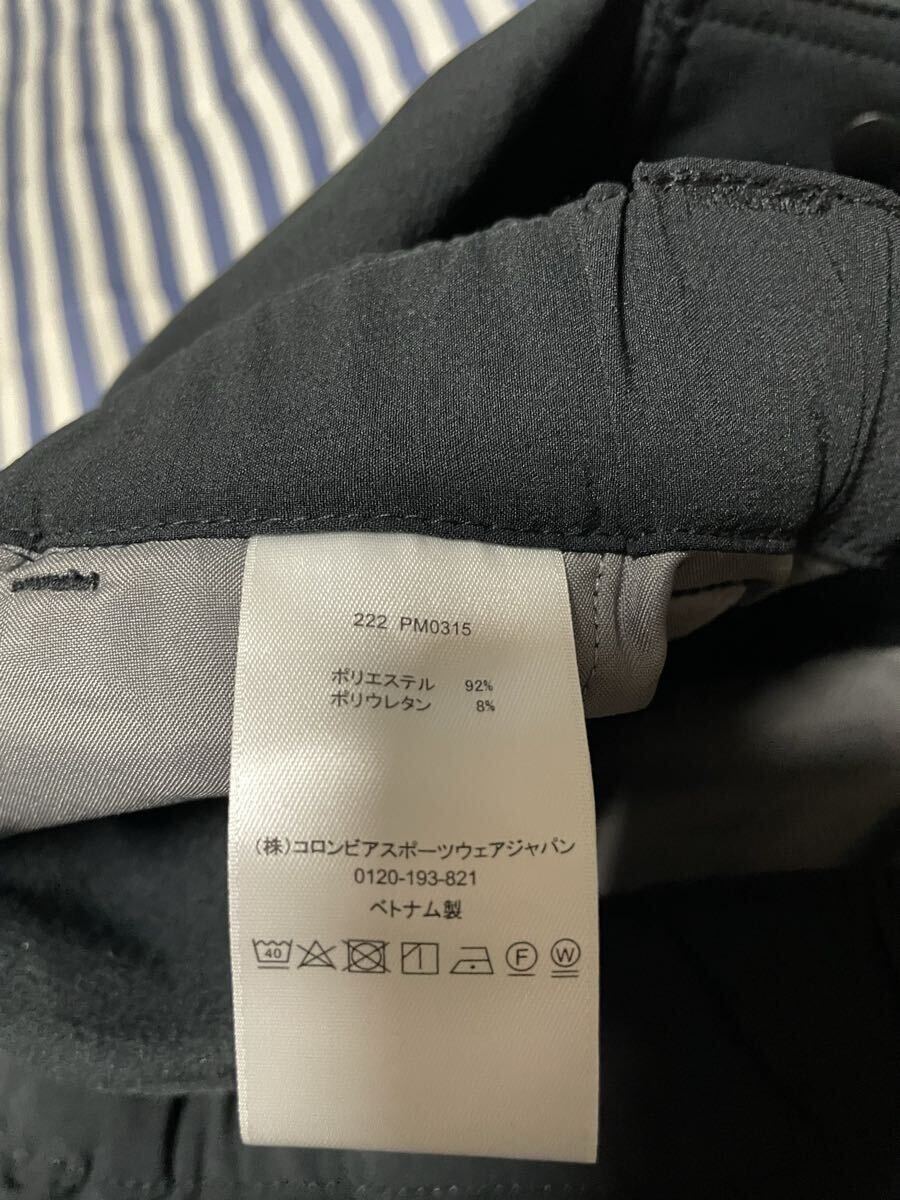 222 PM0315
ポリエステル 92%
ポリウレタン 8%
(株)コロンビアスポーツウェアジャパン
0120-193-821
ベトナム製
40 F W